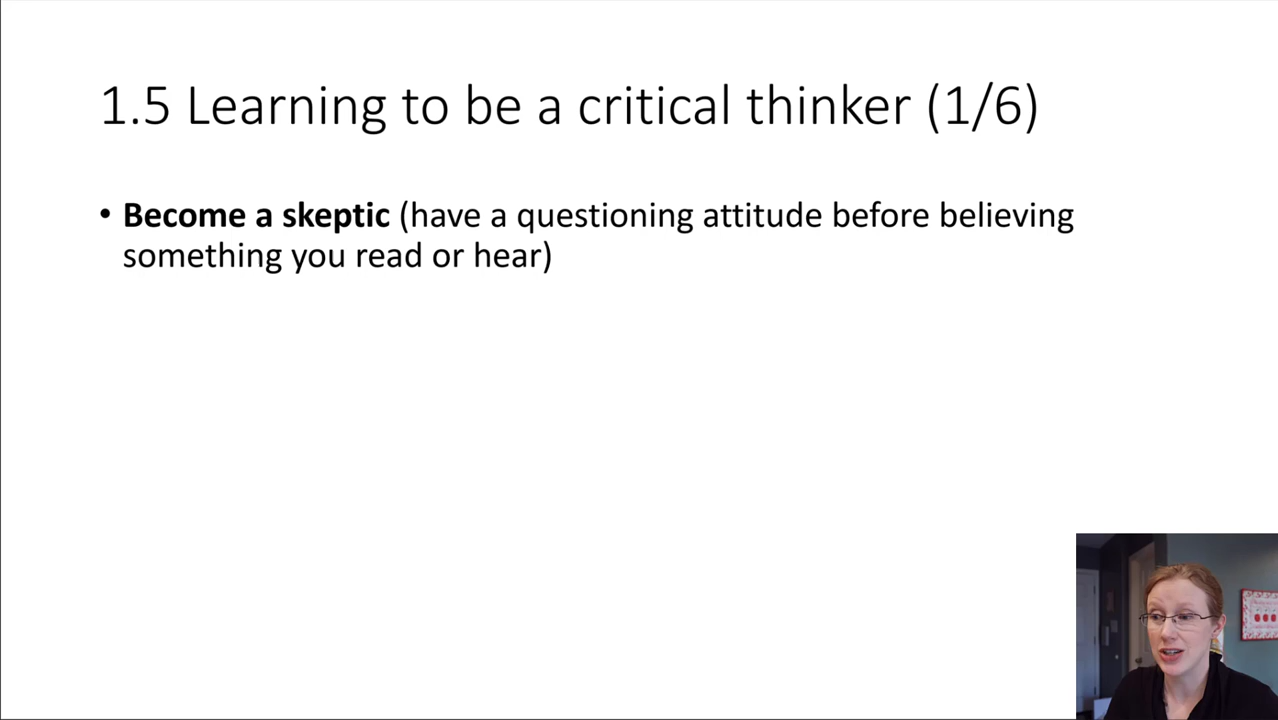 1.5 Learning to be a critical thinker (1/6)
• Become a skeptic (have a questioning attitude before believing
something you read or hear)